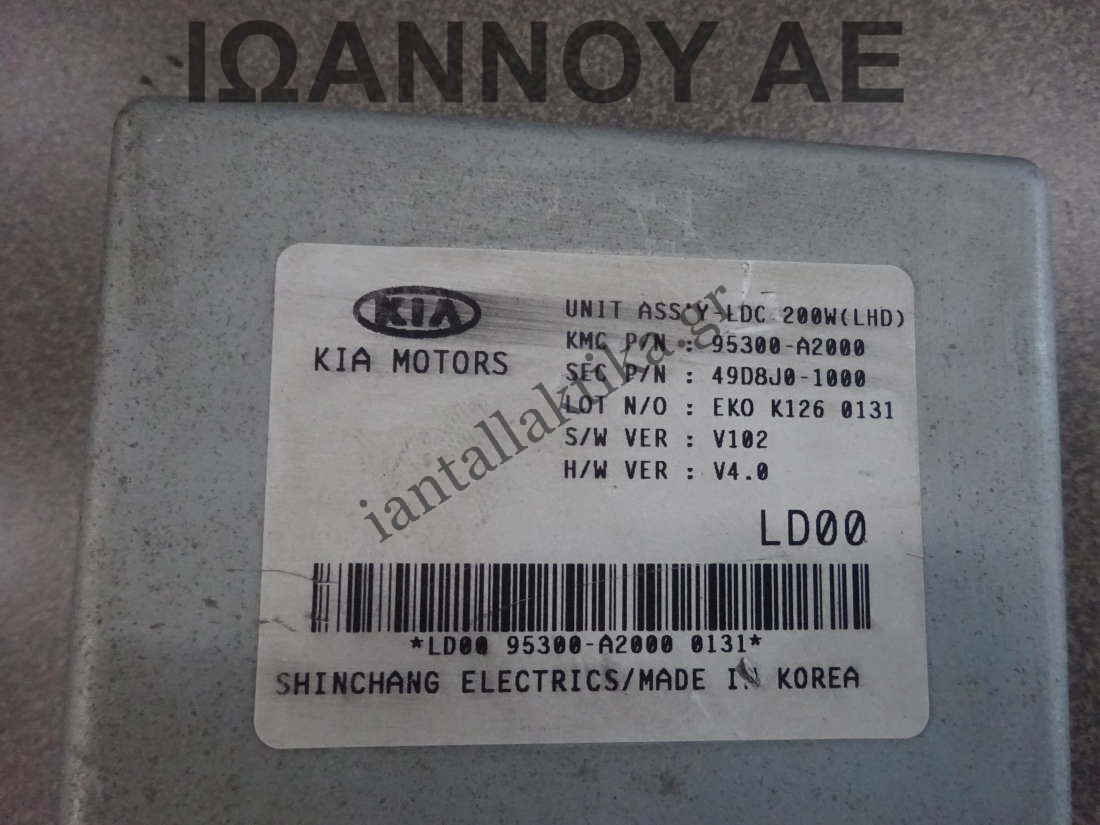 ΙΩΑΝΝΟΥ ΑΕ
KIA
KIA MOTORS
UNIT ASS'Y-LDC 200W(LHD)
KMC P/N : 95300-A2000
SEC P/N : 49D8J0-1000
LOT N/O : EKO K126 0131
S/W VER : V102
H/W VER : V4.0
iantallaktika.gr
LD00
*LD00 95300-A2000 0131*
SHINCHANG ELECTRICS/MADE IN KOREA